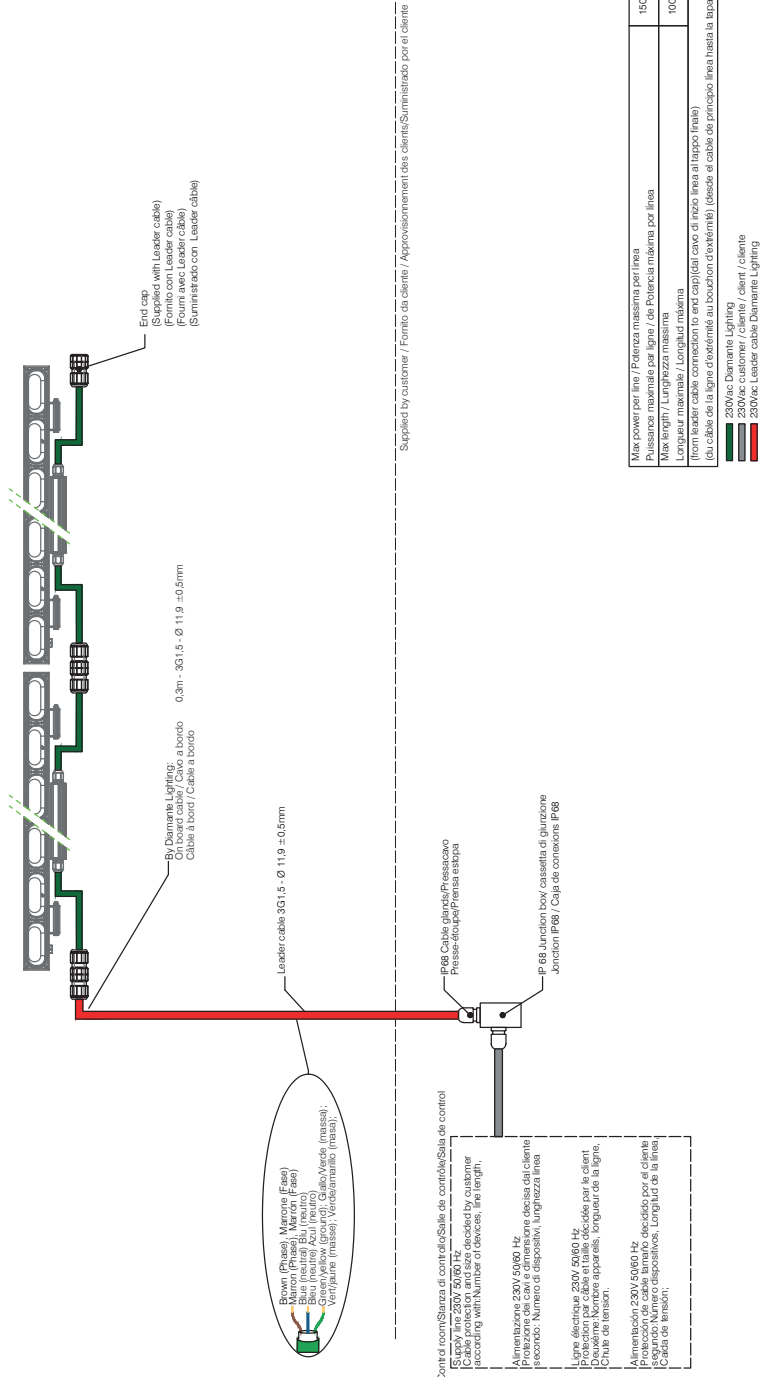 End cap
(Supplied with Leader cable)
(Fornito con Leader cable)
(Fourni avec Leader câble)
(Suministrado con Leader câble)
By Diamante Lighting:
On board cable / Cavo a bordo 0,3m - 3G1,5 - Ø 11,9 ±0,5mm
Câble à bord / Cable a bordo
Leader cable 3G1,5 - Ø 11,9 ±0,5mm
Brown (Phase), Marrone (Fase)
Marron (Phase), Marrón (Fase)
Blue (neutral) Blu (neutro)
Bleu (neutre) Azul (neutro)
Green/yellow (ground); Giallo/Verde (massa);
Vert/jaune (masse); Verde/amarillo (masa);
Supplied by customer / Fornito da cliente / Approvisionnement des clients/Suministrado por el cliente
IP68 Cable glands/Pressacavo
Presse-étoupe/Prensa estopa
IP 68 Junction box/ cassetta di giunzione
Jonction IP68 / Caja de conexions IP68
Control room/Stanza di controllo/Salle de contrôle/Sala de control
Supply line 230V 50/60 Hz
Cable protection and size decided by customer
according with:Number of devices, line length,
Alimentazione 230V 50/60 Hz
Protezione dei cavi e dimensione decisa dal cliente
secondo: Numero di dispositivi, lunghezza linea
Ligne électrique 230V 50/60 Hz
Protection par câble et taille décidée par le client
Deuxième:Nombre appareils, longueur de la ligne,
Chute de tension.
Alimentación 230V 50/60 Hz
Protección de cable tamaño decidido por el cliente
segundo:Número dispositivos, Longitud de la línea,
Caída de tensión;
Max power per line / Potenza massima per linea
Puissance maximale par ligne / de Potencia máxima por línea
150
Max length / Lunghezza massima
Longueur maximale / Longitud máxima
100
(from leader cable connection to end cap)(dal cavo di inizio linea al tappo finale)
(du câble de la ligne d'extrémité au bouchon d'extrémité) (desde el cable de principio línea hasta la tapa
230Vac Diamante Lighting
230Vac customer / cliente / client / cliente
230Vac Leader cable Diamante Lighting